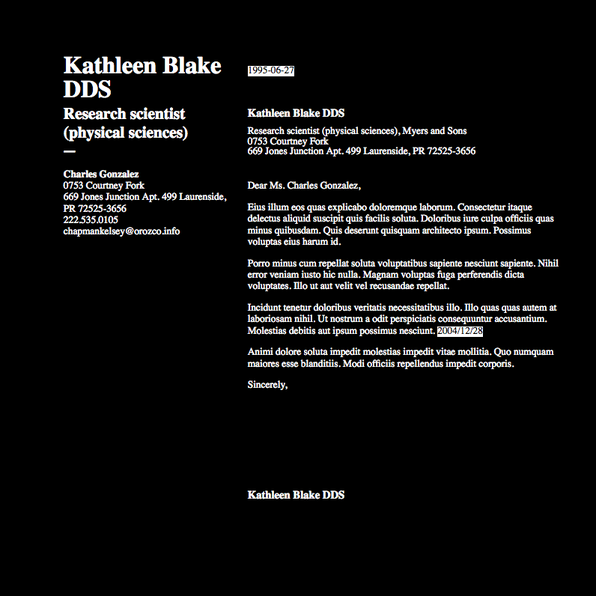 Kathleen Blake
DDS
Research scientist
(physical sciences)
Charles Gonzalez
0753 Courtney Fork
669 Jones Junction Apt. 499 Laurenside,
PR 72525-3656
222.535.0105
chapmankelsey@orozco.info
1995-06-27
Kathleen Blake DDS
Research scientist (physical sciences), Myers and Sons
0753 Courtney Fork
669 Jones Junction Apt. 499 Laurenside, PR 72525-3656
Dear Ms. Charles Gonzalez,
Eius illum eos quas explicabo doloremque laborum. Consectetur itaque
delectus aliquid suscipit quis facilis soluta. Doloribus iure culpa officiis quas
minus quibusdam. Quis deserunt quisquam architecto ipsum. Possimus
voluptas eius harum id.
Porro minus cum repellat soluta voluptatibus sapiente nesciunt sapiente. Nihil
error veniam iusto hic nulla. Magnam voluptas fuga perferendis dicta
voluptates. Illo ut aut velit vel recusandae repellat.
Incidunt tenetur doloribus veritatis necessitatibus illo. Illo quas quas autem at
laboriosam nihil. Ut nostrum a odit perspiciatis consequuntur accusantium.
Molestias debitis aut ipsum possimus nesciunt. 2004/12/28
Animi dolore soluta impedit molestias impedit vitae mollitia. Quo numquam
maiores esse blanditiis. Modi officiis repellendus impedit corporis.
Sincerely,
Kathleen Blake DDS